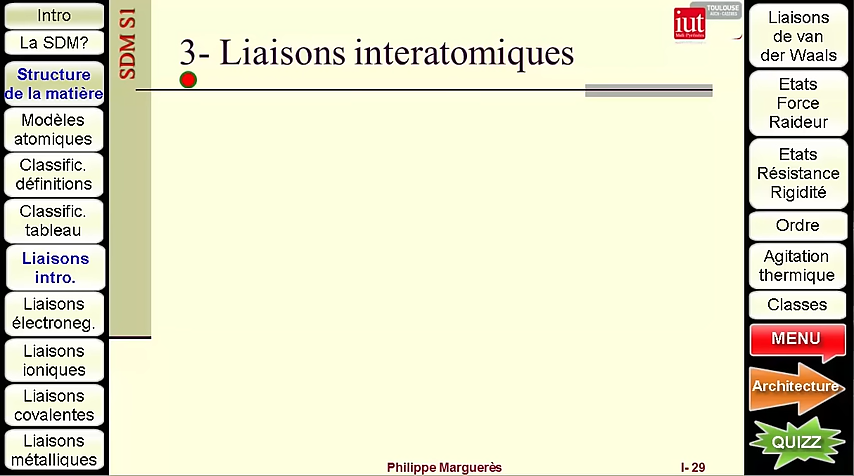 Intro
La SDM?
Structure
de la matière
Modèles
atomiques
Classific.
définitions
Classific.
tableau
Liaisons
intro.
Liaisons
électroneg.
Liaisons
ioniques
Liaisons
covalentes
Liaisons
métalliques
SDM S1
3- Liaisons interatomiques
iut
TOULOUSE
Philippe Marguerès
I- 29
Liaisons
de van
der Waals
Etats
Force
Raideur
Etats
Résistance
Rigidité
Ordre
Agitation
thermique
Classes
MENU
Architecture
QUIZZ